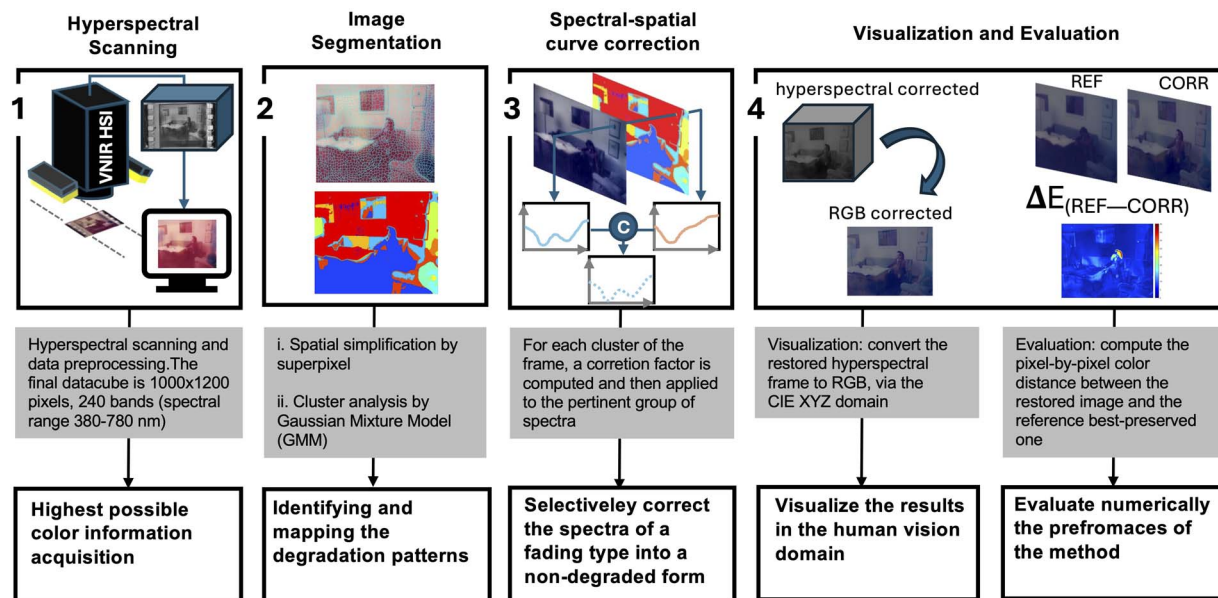 Hyperspectral
Scanning
Image
Segmentation
Spectral-spatial
curve correction
Visualization and Evaluation
1
VNIR HSI
2
3
C
4
hyperspectral corrected
RGB corrected
REF
CORR
ΔE(REF—CORR)
Hyperspectral scanning and
data preprocessing.The
final datacube is 1000x1200
pixels, 240 bands (spectral
range 380-780 nm)
i. Spatial simplification by
superpixel
ii. Cluster analysis by
Gaussian Mixture Model
(GMM)
For each cluster of the
frame, a corretion factor is
computed and then applied
to the pertinent group of
spectra
Visualization: convert the
restored hyperspectral
frame to RGB, via the
CIE XYZ domain
Evaluation: compute the
pixel-by-pixel color
distance between the
restored image and the
reference best-preserved
one
Highest possible
color information
acquisition
Identifying and
mapping the
degradation patterns
Selectiveley correct
the spectra of a
fading type into a
non-degraded form
Visualize the results
in the human vision
domain
Evaluate numerically
the prefromaces of
the method